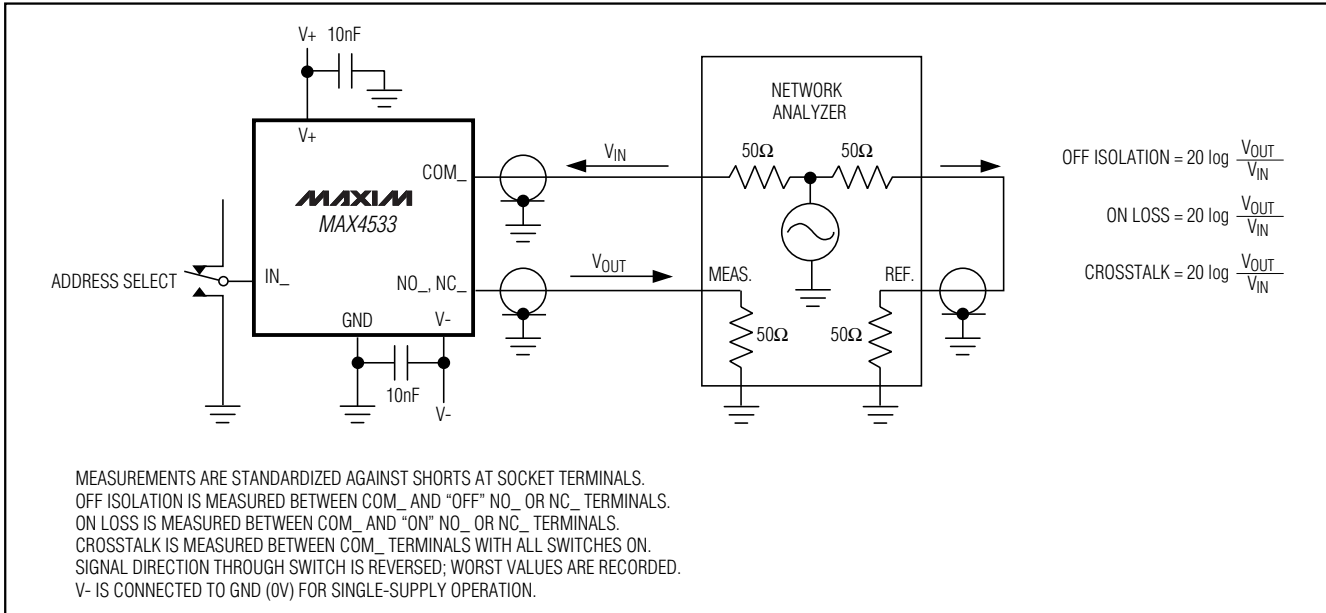 V+ 10nF
V+
COM_
MAXIM
MAX4533
ADDRESS SELECT
IN_
NO_, NC_
GND V-
10nF
V-
VIN
VOUT
NETWORK
ANALYZER
50Ω 50Ω
MEAS. REF.
50Ω 50Ω
OFF ISOLATION = 20 log VOUT
VIN
ON LOSS = 20 log VOUT
VIN
CROSSTALK = 20 log VOUT
VIN
MEASUREMENTS ARE STANDARDIZED AGAINST SHORTS AT SOCKET TERMINALS.
OFF ISOLATION IS MEASURED BETWEEN COM_ AND “OFF” NO_ OR NC_ TERMINALS.
ON LOSS IS MEASURED BETWEEN COM_ AND “ON” NO_ OR NC_ TERMINALS.
CROSSTALK IS MEASURED BETWEEN COM_ TERMINALS WITH ALL SWITCHES ON.
SIGNAL DIRECTION THROUGH SWITCH IS REVERSED; WORST VALUES ARE RECORDED.
V- IS CONNECTED TO GND (0V) FOR SINGLE-SUPPLY OPERATION.